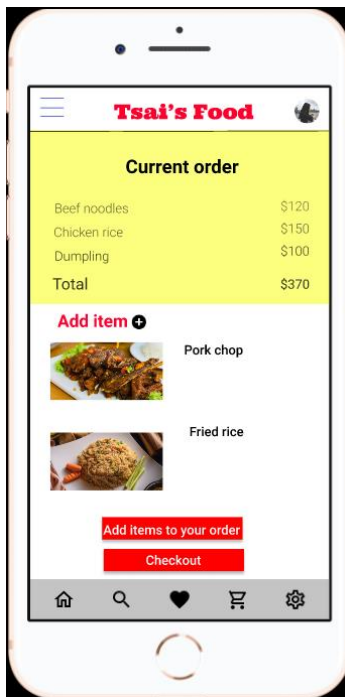 Tsai's Food
Current order
Beef noodles $120
Chicken rice $150
Dumpling $100
Total $370
Add item
Pork chop
Fried rice
Add items to your order
Checkout